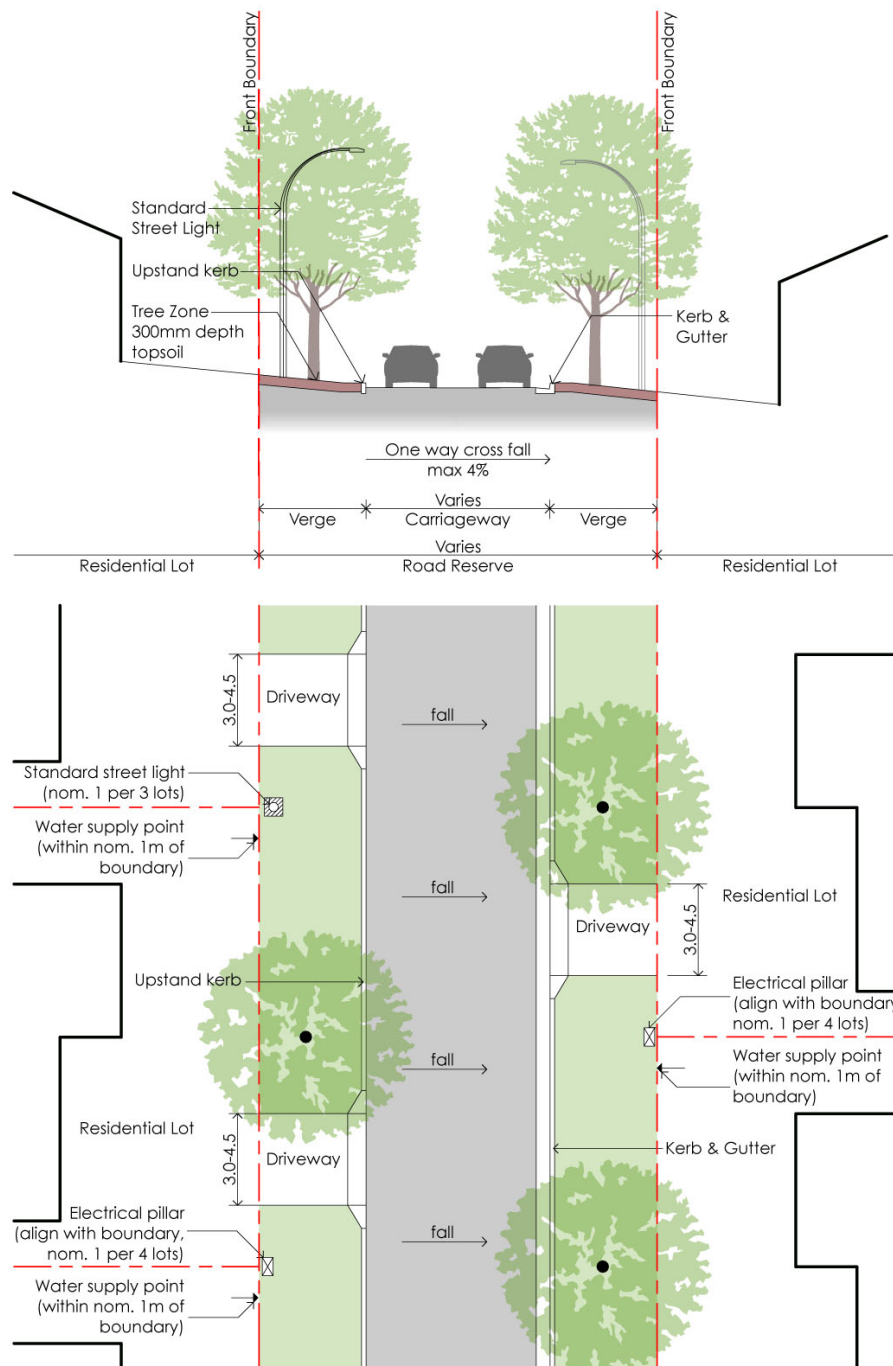 Front Boundary
Front Boundary
Standard
Street Light
Upstand kerb
Tree Zone
300mm depth
topsoil
Kerb &
Gutter
One way cross fall
max 4%
Varies
Verge
Carriageway
Verge
Varies
Residential Lot
Road Reserve
Residential Lot
3.0-4.5
Driveway
fall
Standard street light
(nom. 1 per 3 lots)
Water supply point
(within nom. 1m of
boundary)
fall
Residential Lot
Driveway
3.0-4.5
Upstand kerb
Electrical pillar
(align with boundary
nom. 1 per 4 lots)
Water supply point
(within nom. 1m of
boundary)
fall
Residential Lot
3.0-4.5
Driveway
Kerb & Gutter
Electrical pillar
(align with boundary,
nom. 1 per 4 lots)
fall
Water supply point
(within nom. 1m of
boundary)